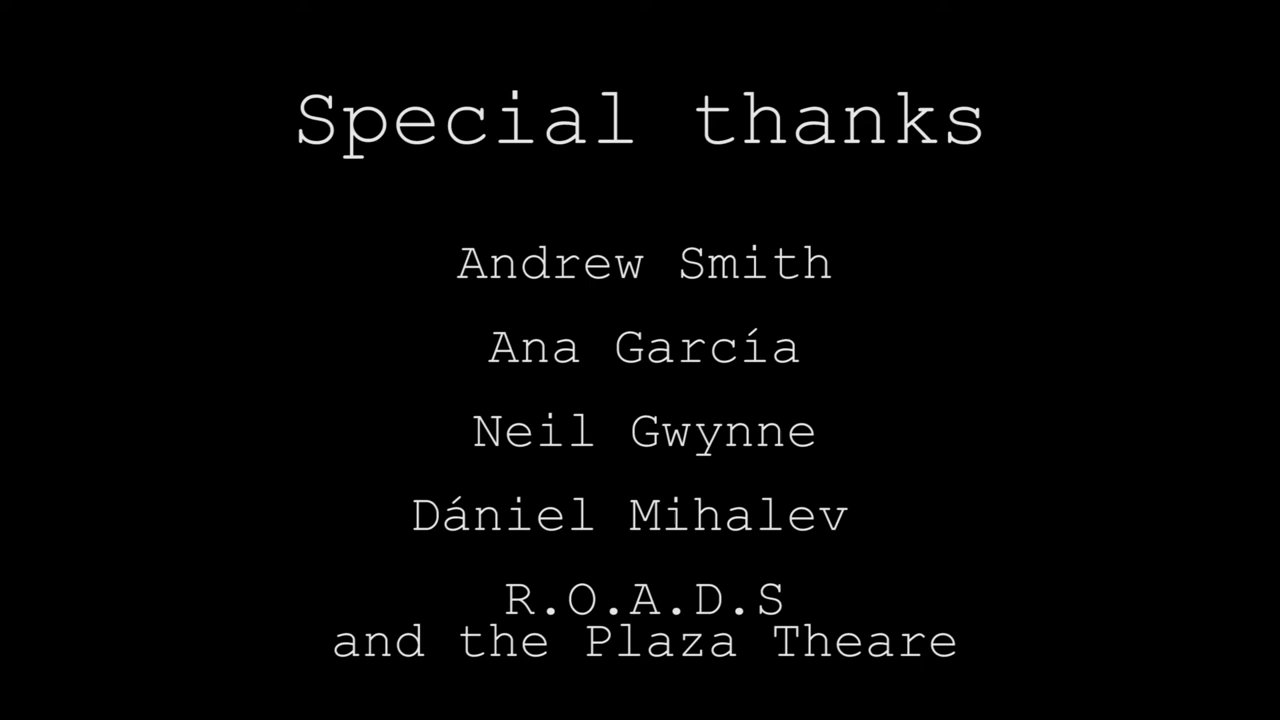 Special thanks
Andrew Smith
Ana García
Neil Gwynne
Dániel Mihalev
R.O.A.D.S
and the Plaza Theare